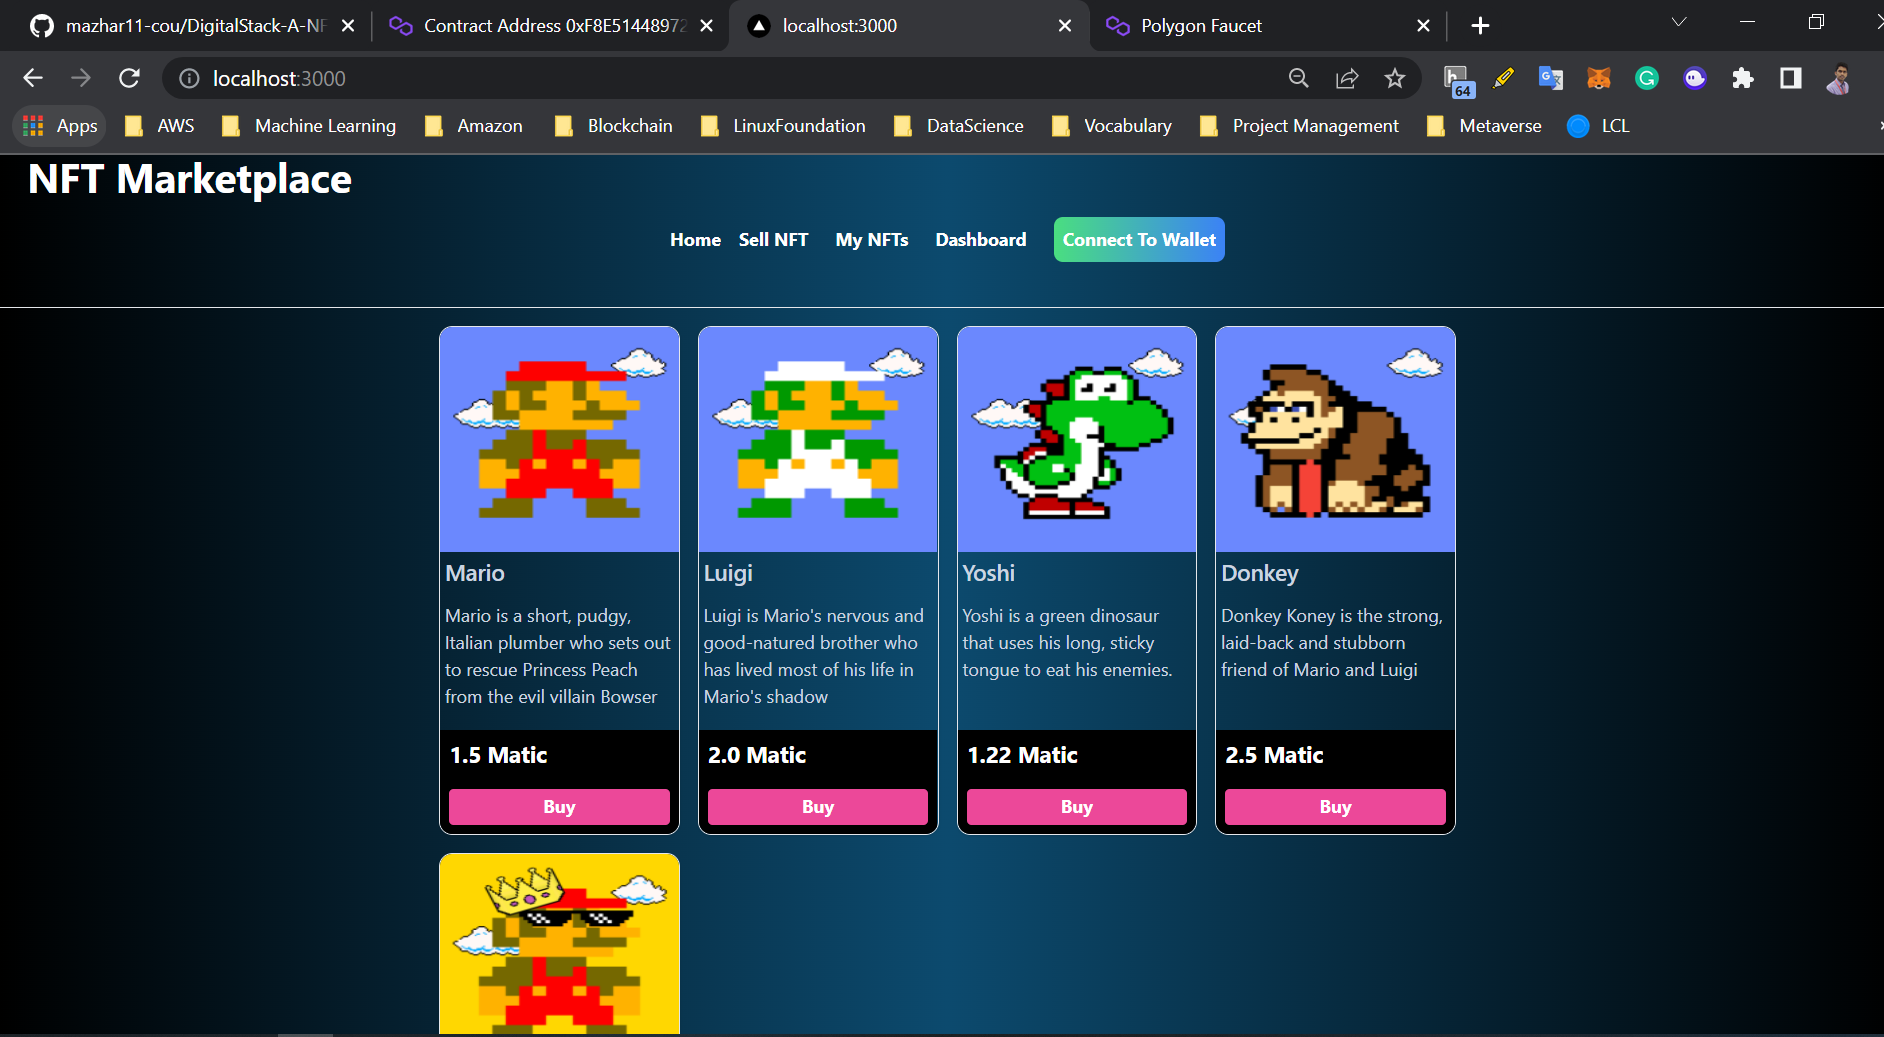 mazhar11-cou/DigitalStack-A-NF
Contract Address 0xF8E51448972
localhost:3000
Polygon Faucet
localhost:3000
64
Apps
AWS
Machine Learning
Amazon
Blockchain
LinuxFoundation
DataScience
Vocabulary
Project Management
Metaverse
LCL
NFT Marketplace
Home
Sell NFT
My NFTs
Dashboard
Connect To Wallet
Mario
Mario is a short, pudgy,
Italian plumber who sets out
to rescue Princess Peach
from the evil villain Bowser
1.5 Matic
Buy
Luigi
Luigi is Mario's nervous and
good-natured brother who
has lived most of his life in
Mario's shadow
2.0 Matic
Buy
Yoshi
Yoshi is a green dinosaur
that uses his long, sticky
tongue to eat his enemies.
1.22 Matic
Buy
Donkey
Donkey Koney is the strong,
laid-back and stubborn
friend of Mario and Luigi
2.5 Matic
Buy